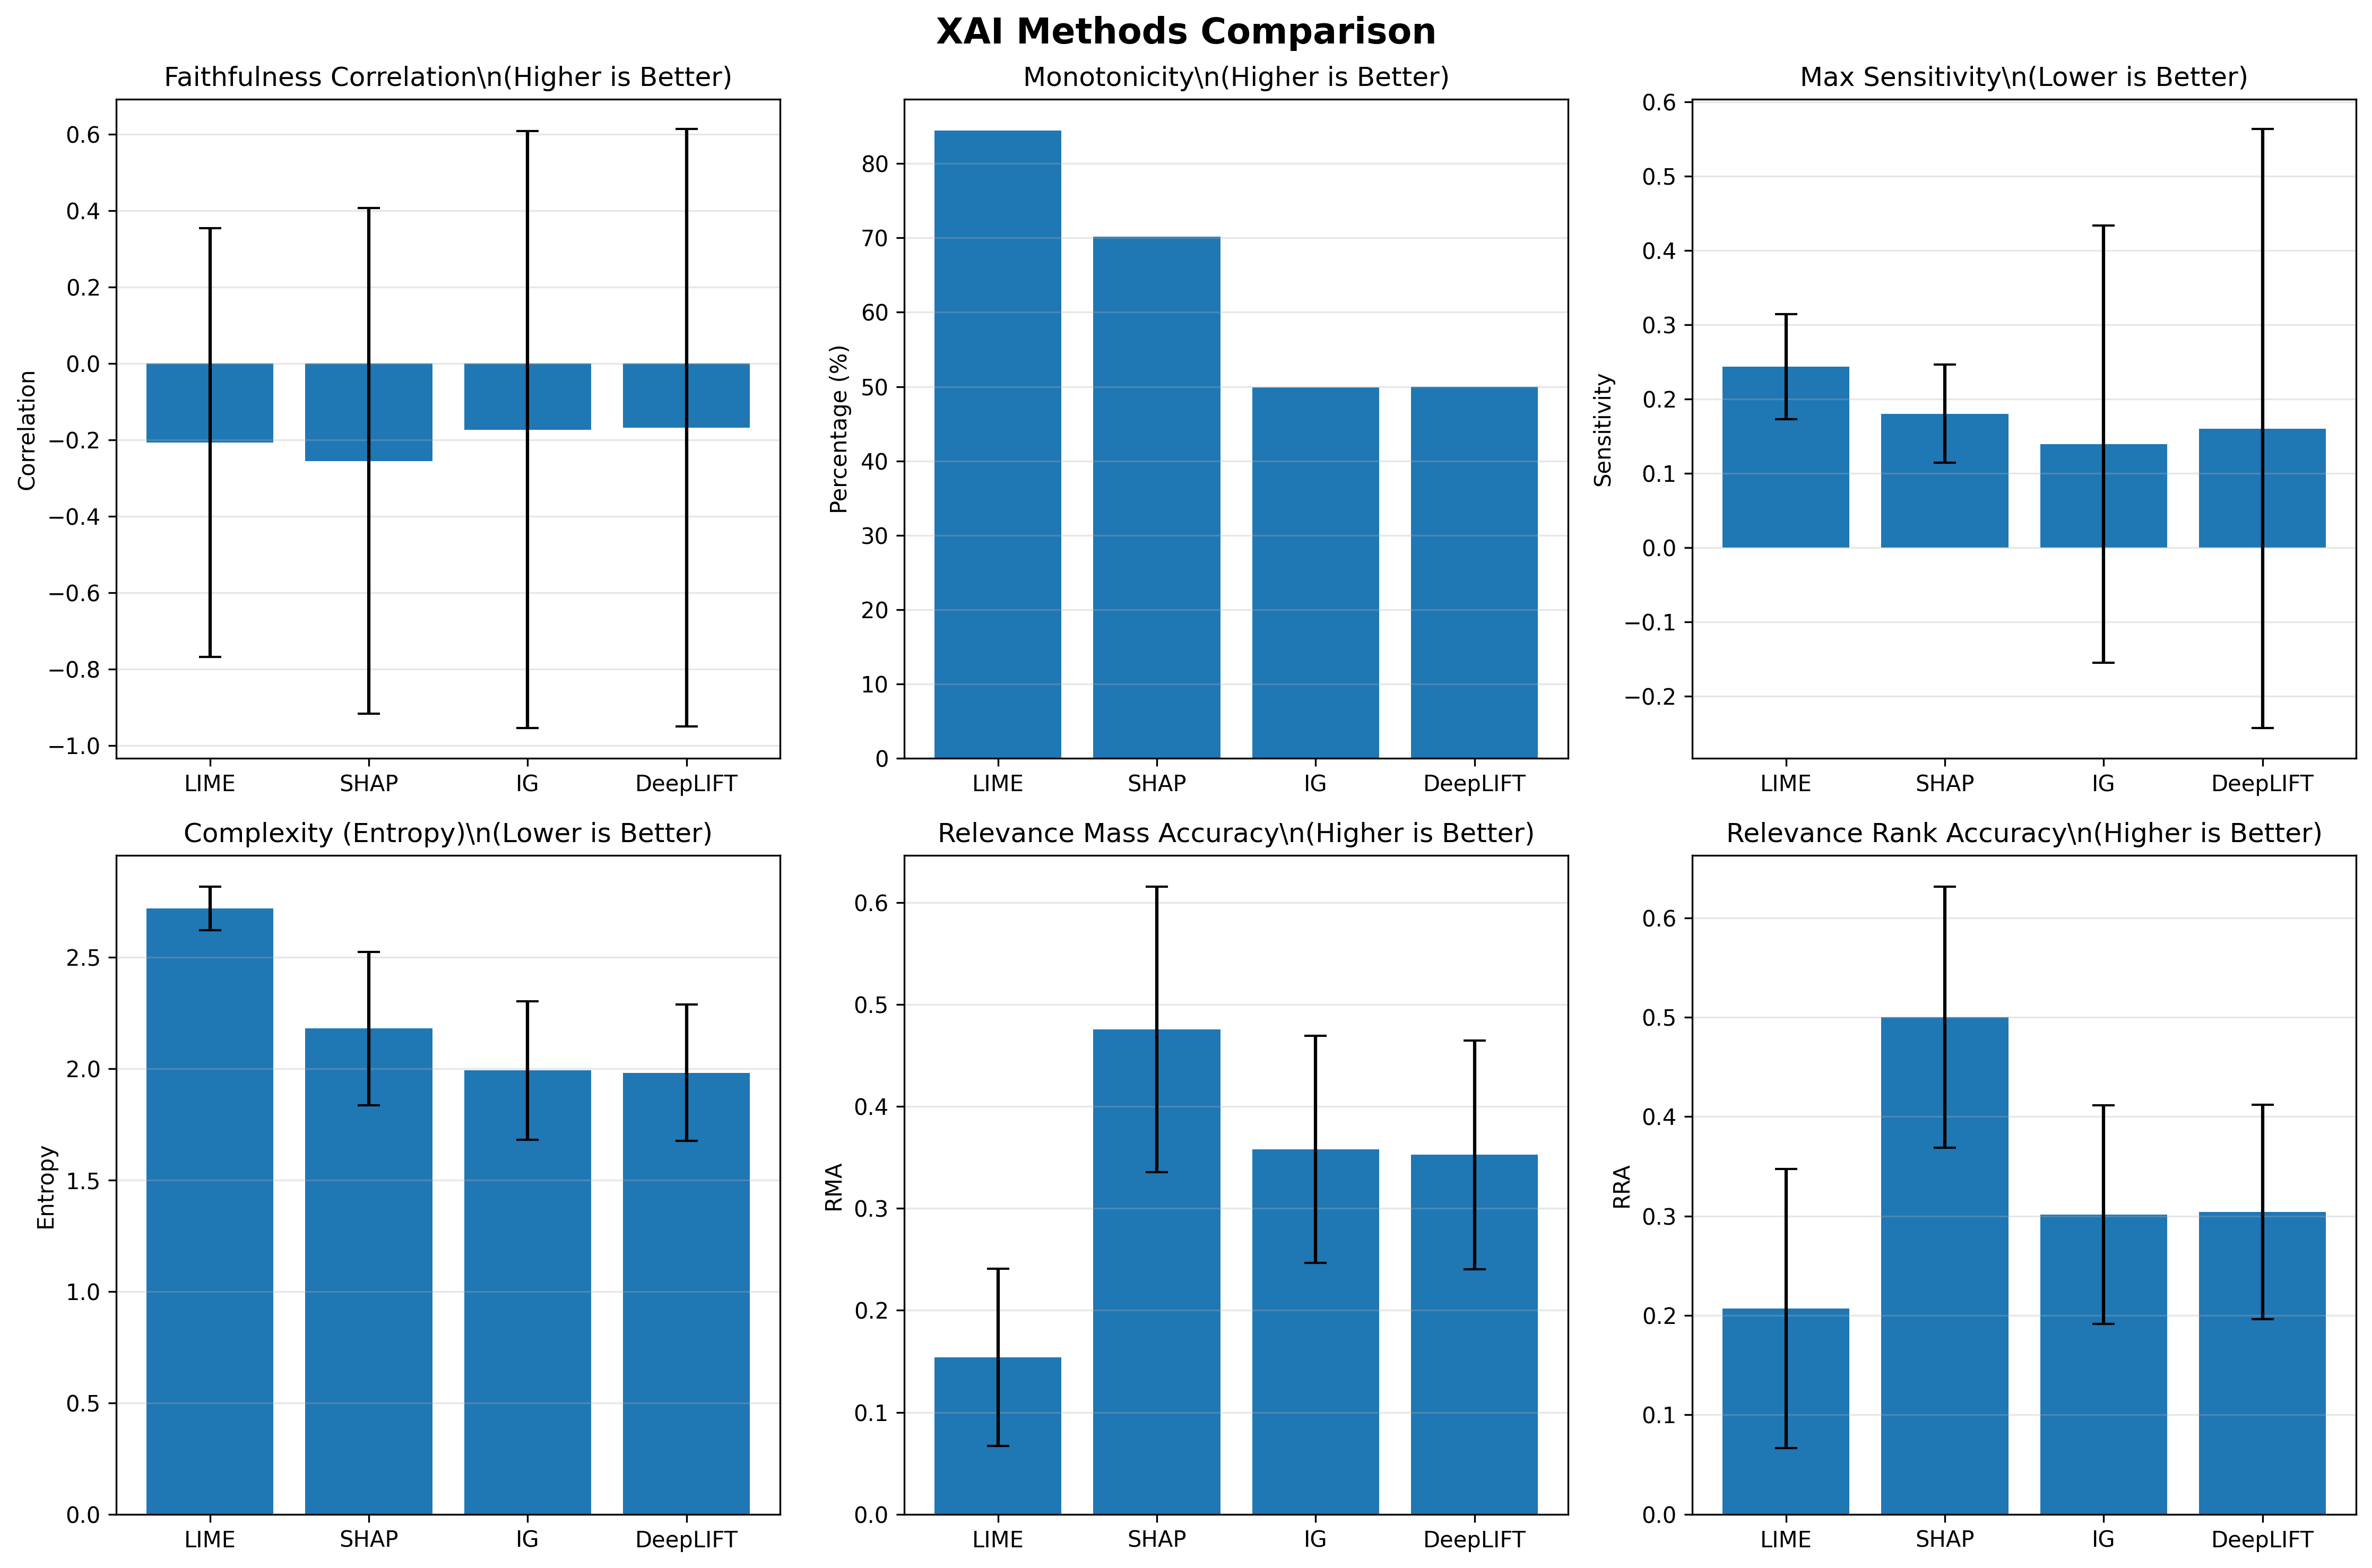 XAI Methods Comparison
Faithfulness Correlation\n(Higher is Better)
Correlation
0.6
0.4
0.2
0.0
−0.2
−0.4
−0.6
−0.8
−1.0
LIME SHAP IG DeepLIFT
Monotonicity\n(Higher is Better)
Percentage (%)
80
70
60
50
40
30
20
10
0
LIME SHAP IG DeepLIFT
Max Sensitivity\n(Lower is Better)
Sensitivity
0.6
0.5
0.4
0.3
0.2
0.1
0.0
−0.1
−0.2
LIME SHAP IG DeepLIFT
Complexity (Entropy)\n(Lower is Better)
Entropy
2.5
2.0
1.5
1.0
0.5
0.0
LIME SHAP IG DeepLIFT
Relevance Mass Accuracy\n(Higher is Better)
RMA
0.6
0.5
0.4
0.3
0.2
0.1
0.0
LIME SHAP IG DeepLIFT
Relevance Rank Accuracy\n(Higher is Better)
RRA
0.6
0.5
0.4
0.3
0.2
0.1
0.0
LIME SHAP IG DeepLIFT